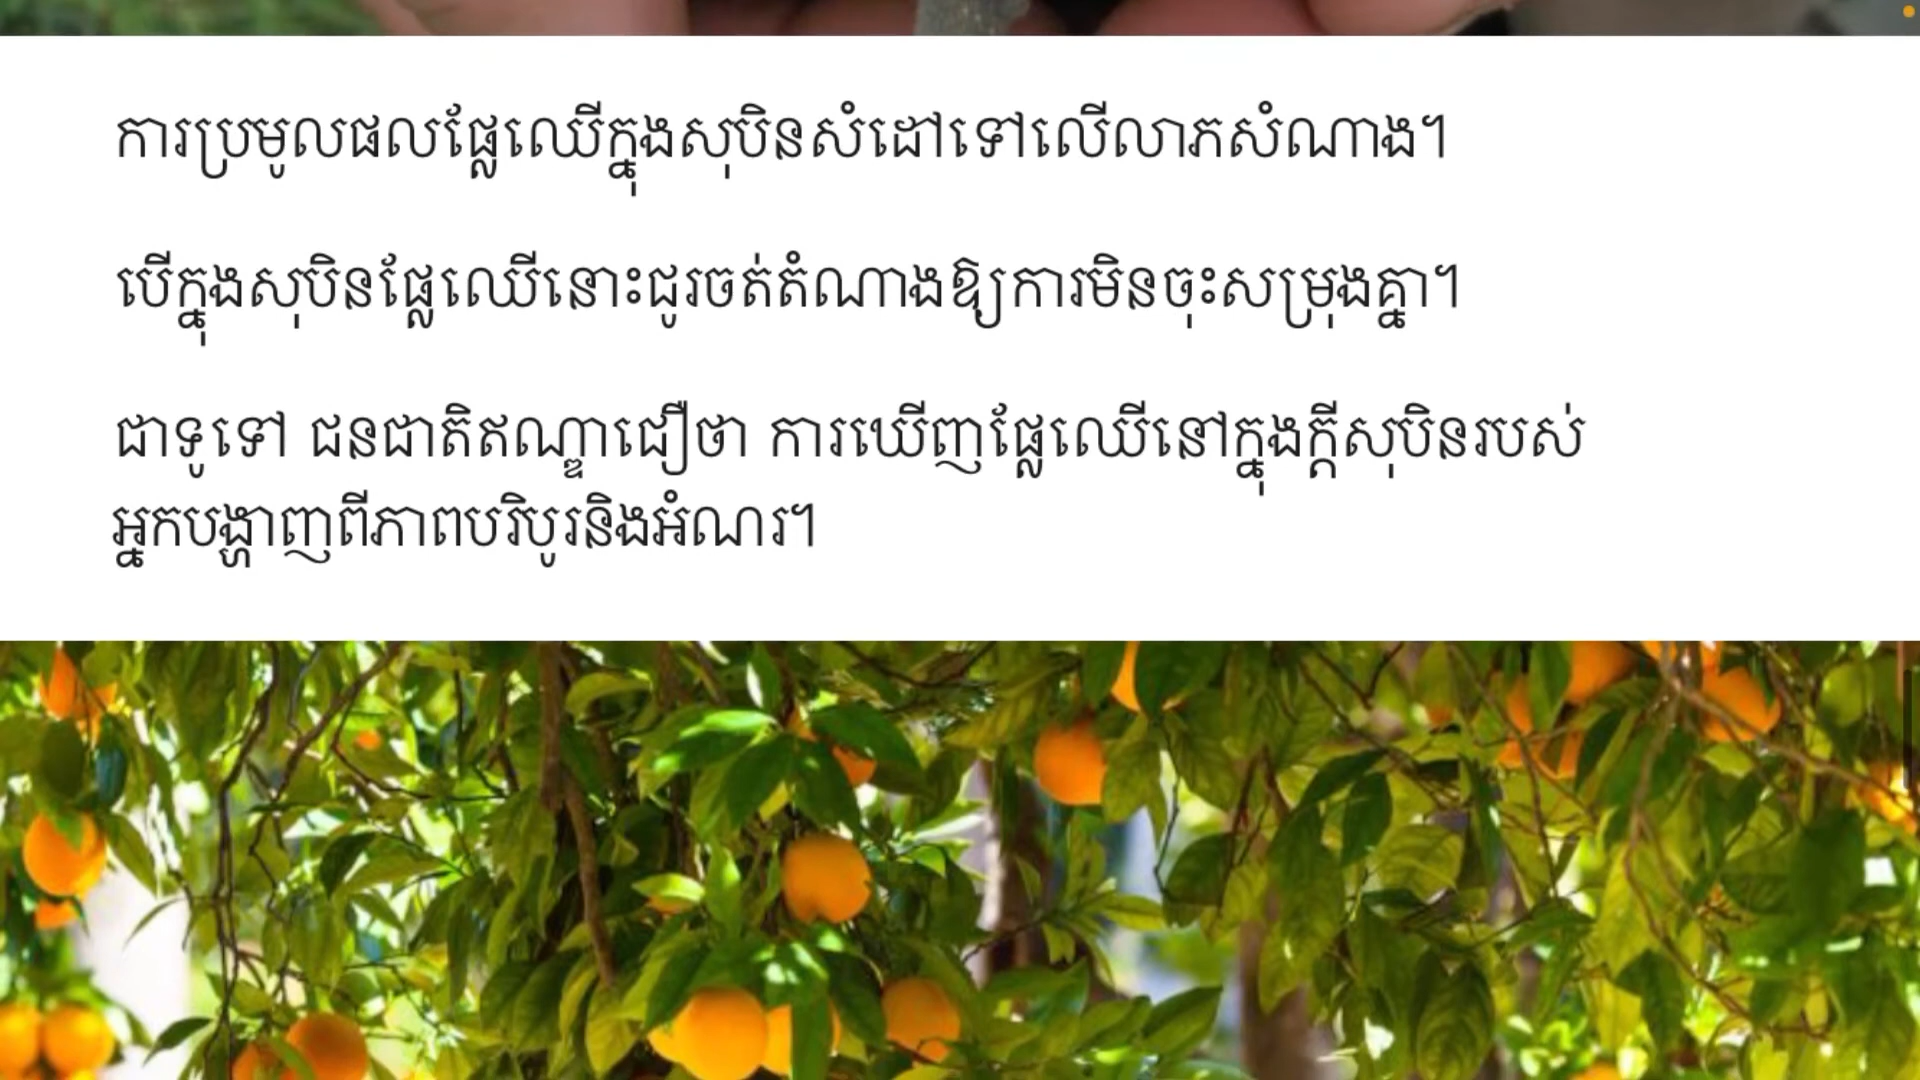 ការប្រមូលផលផ្លែឈើក្នុងសុបិនសំដៅទៅលើលាភសំណាង។
បើក្នុងសុបិនផ្លែឈើនោះជូរចត់តំណាងឱ្យការមិនចុះសម្រុងគ្នា។
ជាទូទៅ ជនជាតិឥណ្ឌាជឿថា ការឃើញផ្លែឈើនៅក្នុងក្តីសុបិនរបស់
អ្នកបង្ហាញពីភាពបរិបូរនិងអំណរ។